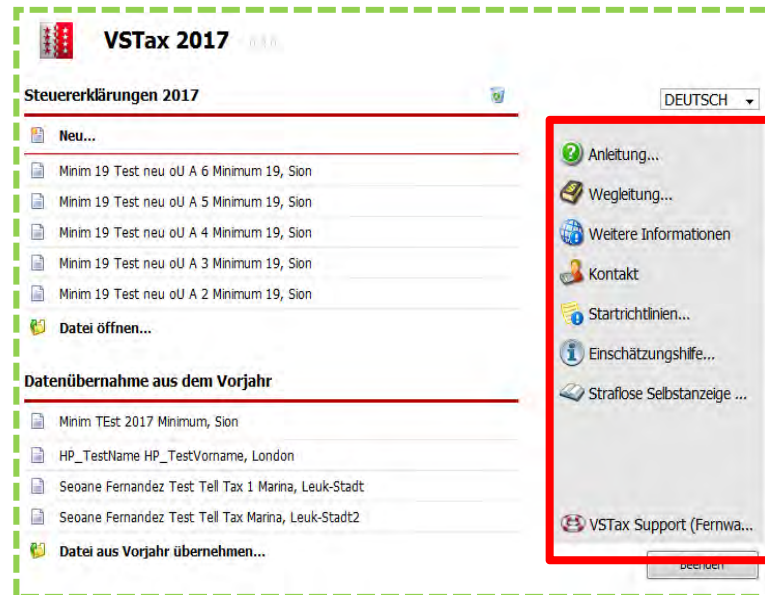 VSTax 2017
Steuererklärungen 2017
DEUTSCH
Neu...
Minim 19 Test neu oU A 6 Minimum 19, Sion
Minim 19 Test neu oU A 5 Minimum 19, Sion
Minim 19 Test neu oU A 4 Minimum 19, Sion
Minim 19 Test neu oU A 3 Minimum 19, Sion
Minim 19 Test neu oU A 2 Minimum 19, Sion
Datei öffnen...
Datenübernahme aus dem Vorjahr
Minim TEst 2017 Minimum, Sion
HP_TestName HP_TestVorname, London
Seoane Fernandez Test Tell Tax 1 Marina, Leuk-Stadt
Seoane Fernandez Test Tell Tax Marina, Leuk-Stadt2
Datei aus Vorjahr übernehmen...
Anleitung...
Wegleitung...
Weitere Informationen
Kontakt
Startrichtlinien...
Einschätzungshilfe...
Straflose Selbstanzeige ...
VSTax Support (Fernwa...
Beenden